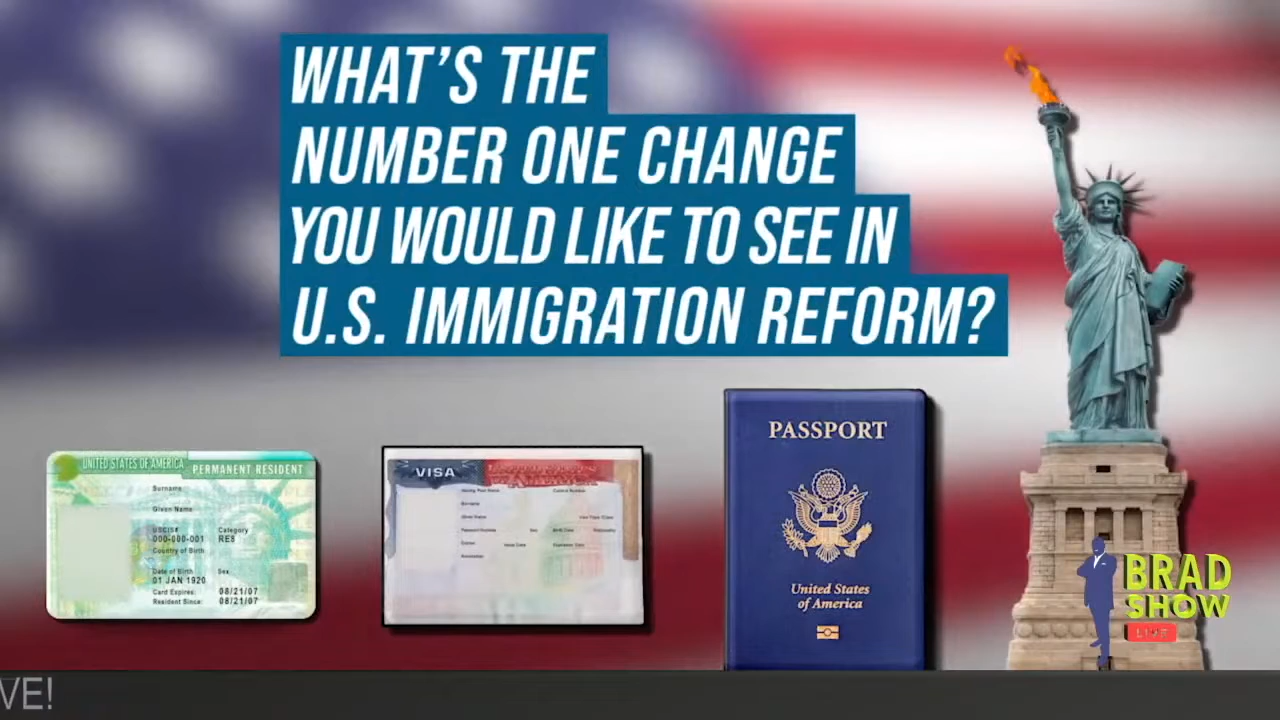 WHAT'S THE
NUMBER ONE CHANGE
YOU WOULD LIKE TO SEE IN
U.S. IMMIGRATION REFORM?
UNITED STATES OF AMERICA PERMANENT RESIDENT
Surname
Given Name
USCIS# Category
000-000-001 RE8
Country of Birth
Date of Birth Sex
01 JAN 1920
Card Expires: 08/21/07
Resident Since: 08/21/07
VISA
Surname
PASSPORT
United States
of America
BRAD
SHOW
LIVE
VE!